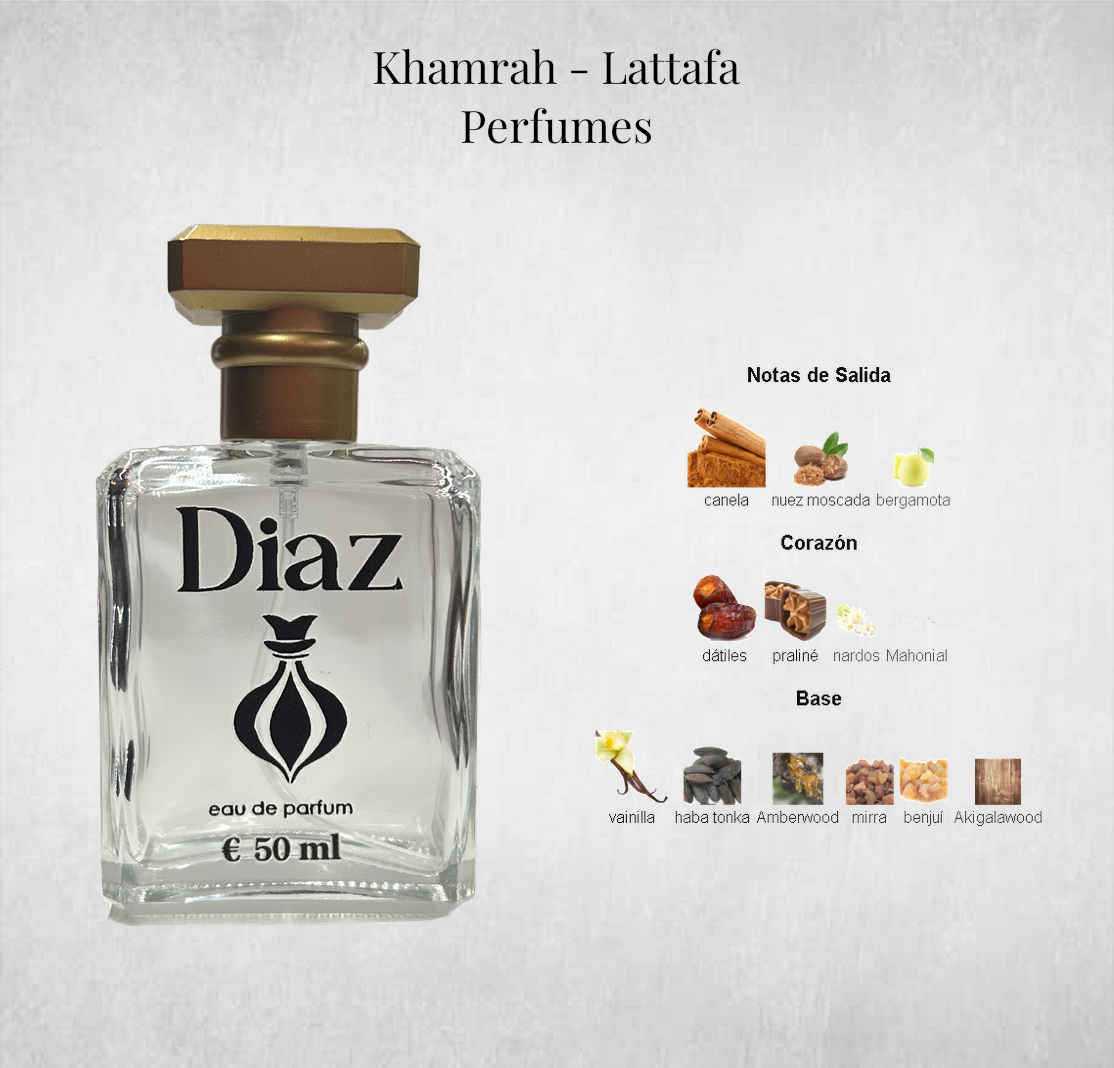 Khamrah - Lattafa
Perfumes
Diaz
eau de parfum
€ 50 ml
Notas de Salida
canela nuez moscada bergamota
Corazón
dátiles praliné nardos Mahonial
Base
vainilla haba tonka Amberwood mirra benjuí Akigalawood